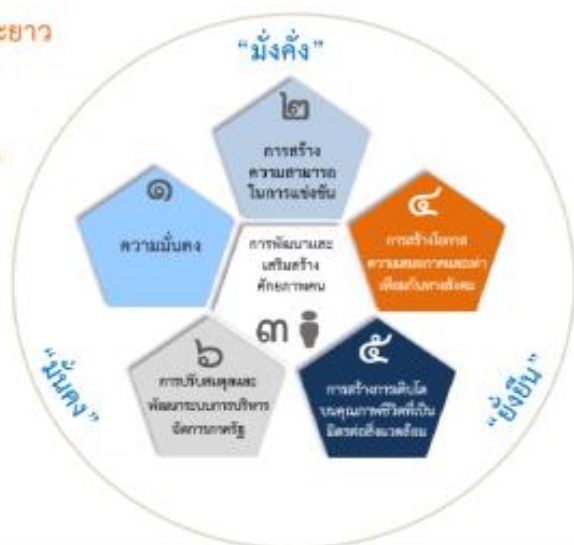 ะยาว
“มั่งคั่ง”
๒
การสร้าง
ความสามารถ
ในการแข่งขัน
๑
ความมั่นคง
๔
การสร้างโอกาส
ความเสมอภาคและเท่า
เทียมกันทางสังคม
การพัฒนาและ
เสริมสร้าง
ศักยภาพคน
๓
๖
การปรับสมดุลและ
พัฒนาระบบการบริหาร
จัดการภาครัฐ
๕
การสร้างการเติบโต
บนคุณภาพชีวิตที่เป็น
มิตรต่อสิ่งแวดล้อม
“มั่นคง”
“ยั่งยืน”